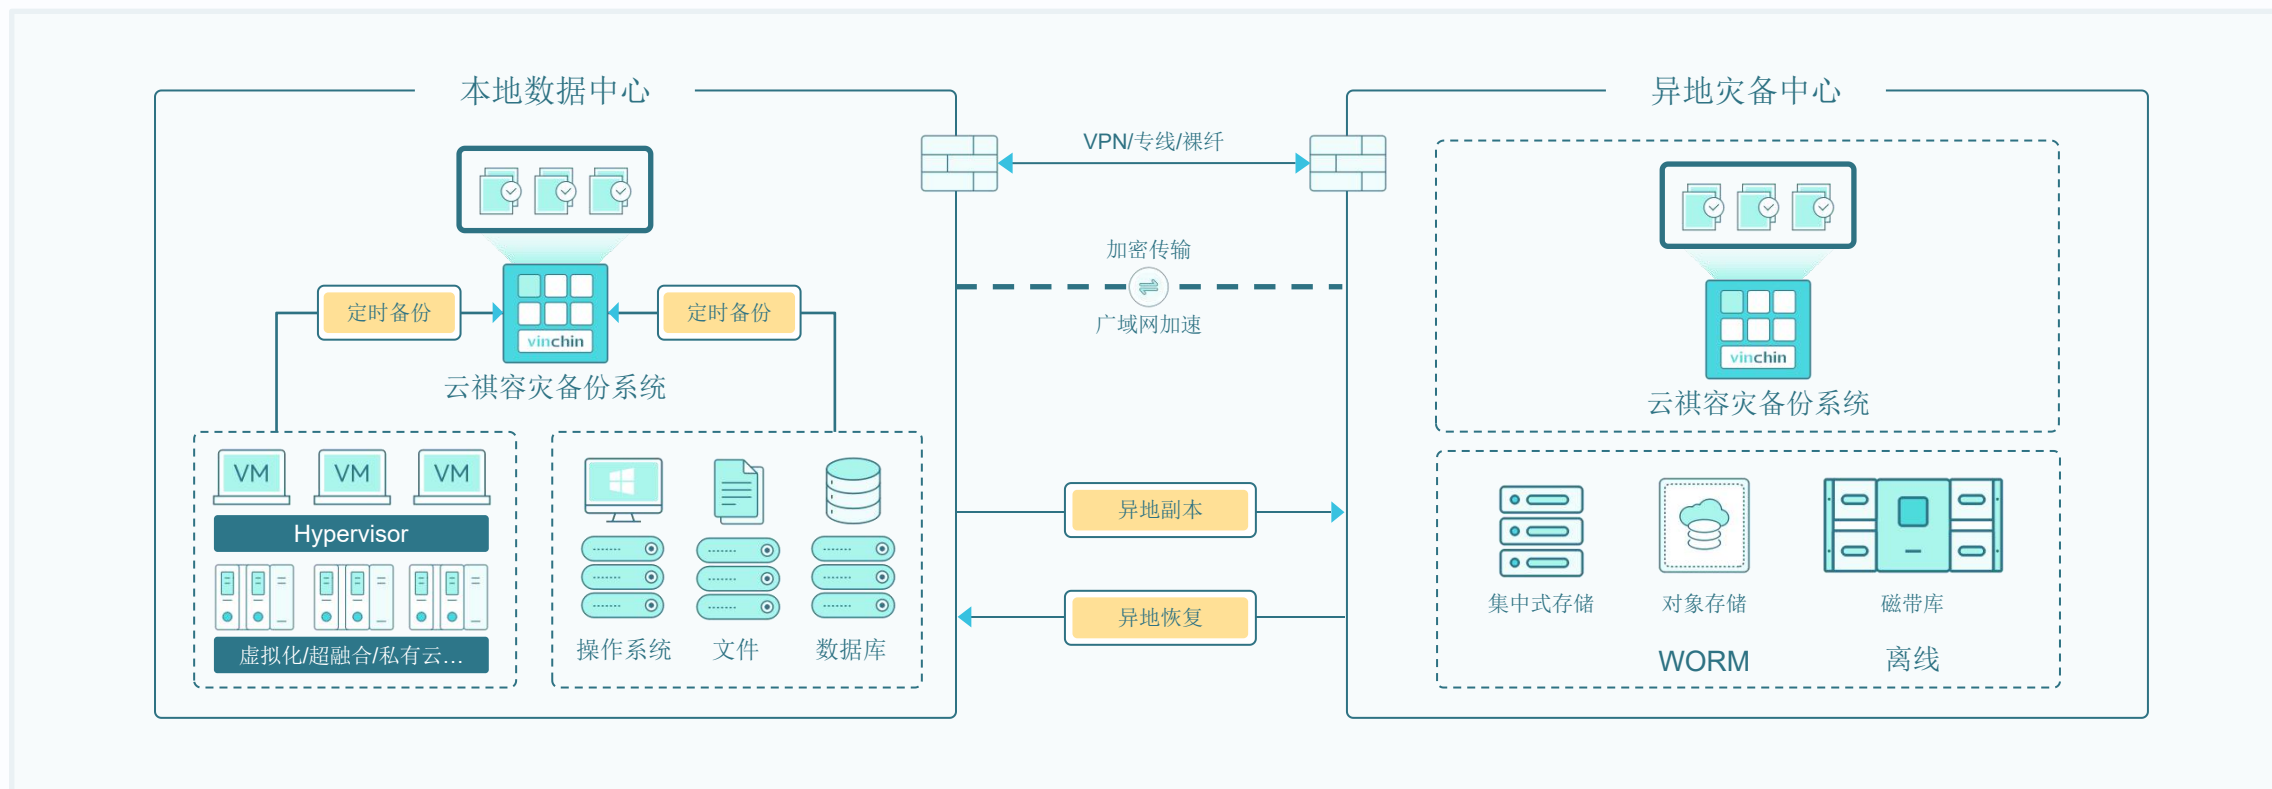 本地数据中心
异地灾备中心
VPN/专线/裸纤
加密传输
广域网加速
定时备份
定时备份
vinchin
云祺容灾备份系统
vinchin
云祺容灾备份系统
VM
VM
VM
Hypervisor
虚拟化/超融合/私有云...
操作系统
文件
数据库
异地副本
异地恢复
集中式存储
对象存储
磁带库
WORM
离线